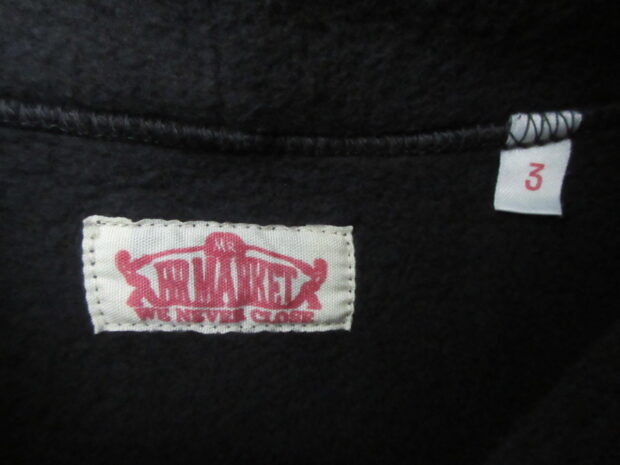 MR
HR MARKET
WE NEVER CLOSE
3